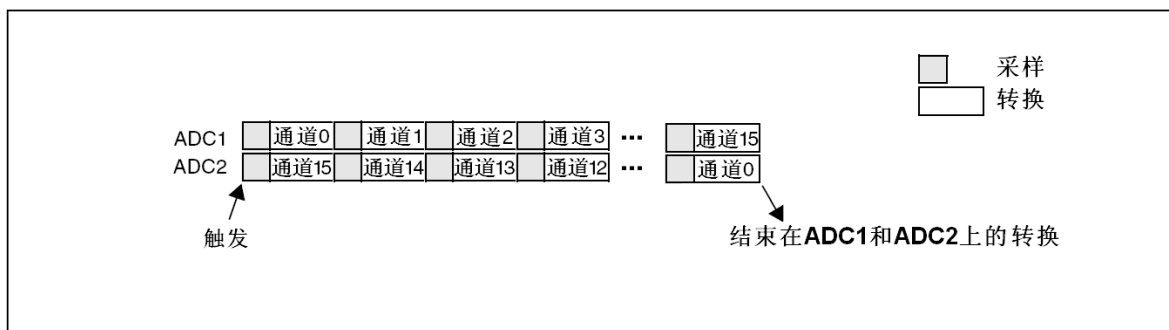 采样
转换
ADC1 通道0 通道1 通道2 通道3 ··· 通道15
ADC2 通道15 通道14 通道13 通道12 ··· 通道0
触发
结束在ADC1和ADC2上的转换